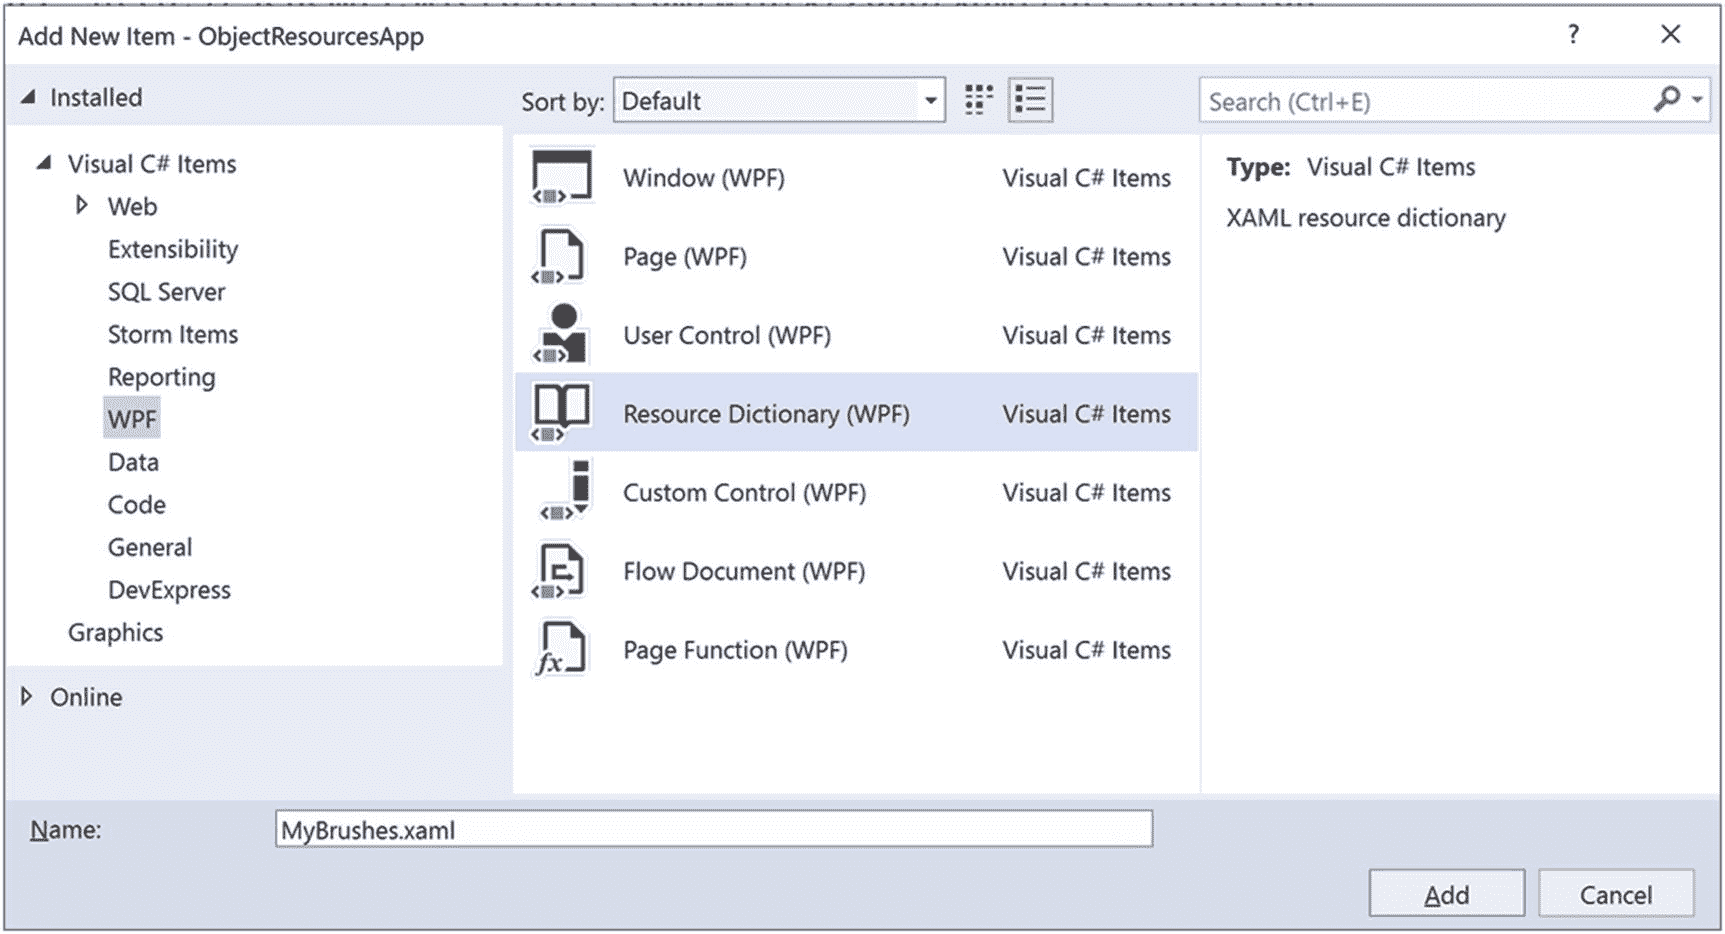 Add New Item - ObjectResourcesApp
?
Installed
Sort by: Default
Search (Ctrl+E)
Visual C# Items
Web
Extensibility
SQL Server
Storm Items
Reporting
WPF
Data
Code
General
DevExpress
Graphics
Online
Window (WPF) Visual C# Items
Page (WPF) Visual C# Items
User Control (WPF) Visual C# Items
Resource Dictionary (WPF) Visual C# Items
Custom Control (WPF) Visual C# Items
Flow Document (WPF) Visual C# Items
Page Function (WPF) Visual C# Items
Type: Visual C# Items
XAML resource dictionary
Name: MyBrushes.xaml
Add Cancel